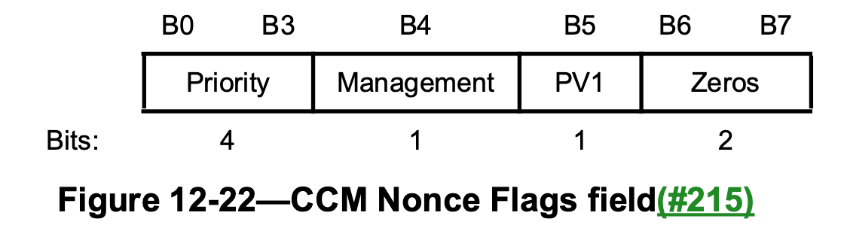 B0 B3 B4 B5 B6 B7
Priority Management PV1 Zeros
Bits: 4 1 1 2
Figure 12-22—CCM Nonce Flags field(#215)